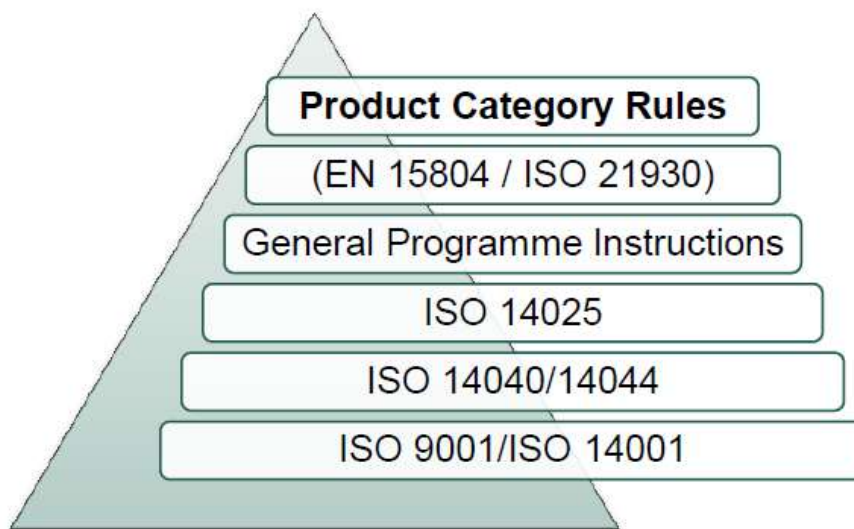 Product Category Rules
(EN 15804 / ISO 21930)
General Programme Instructions
ISO 14025
ISO 14040/14044
ISO 9001/ISO 14001